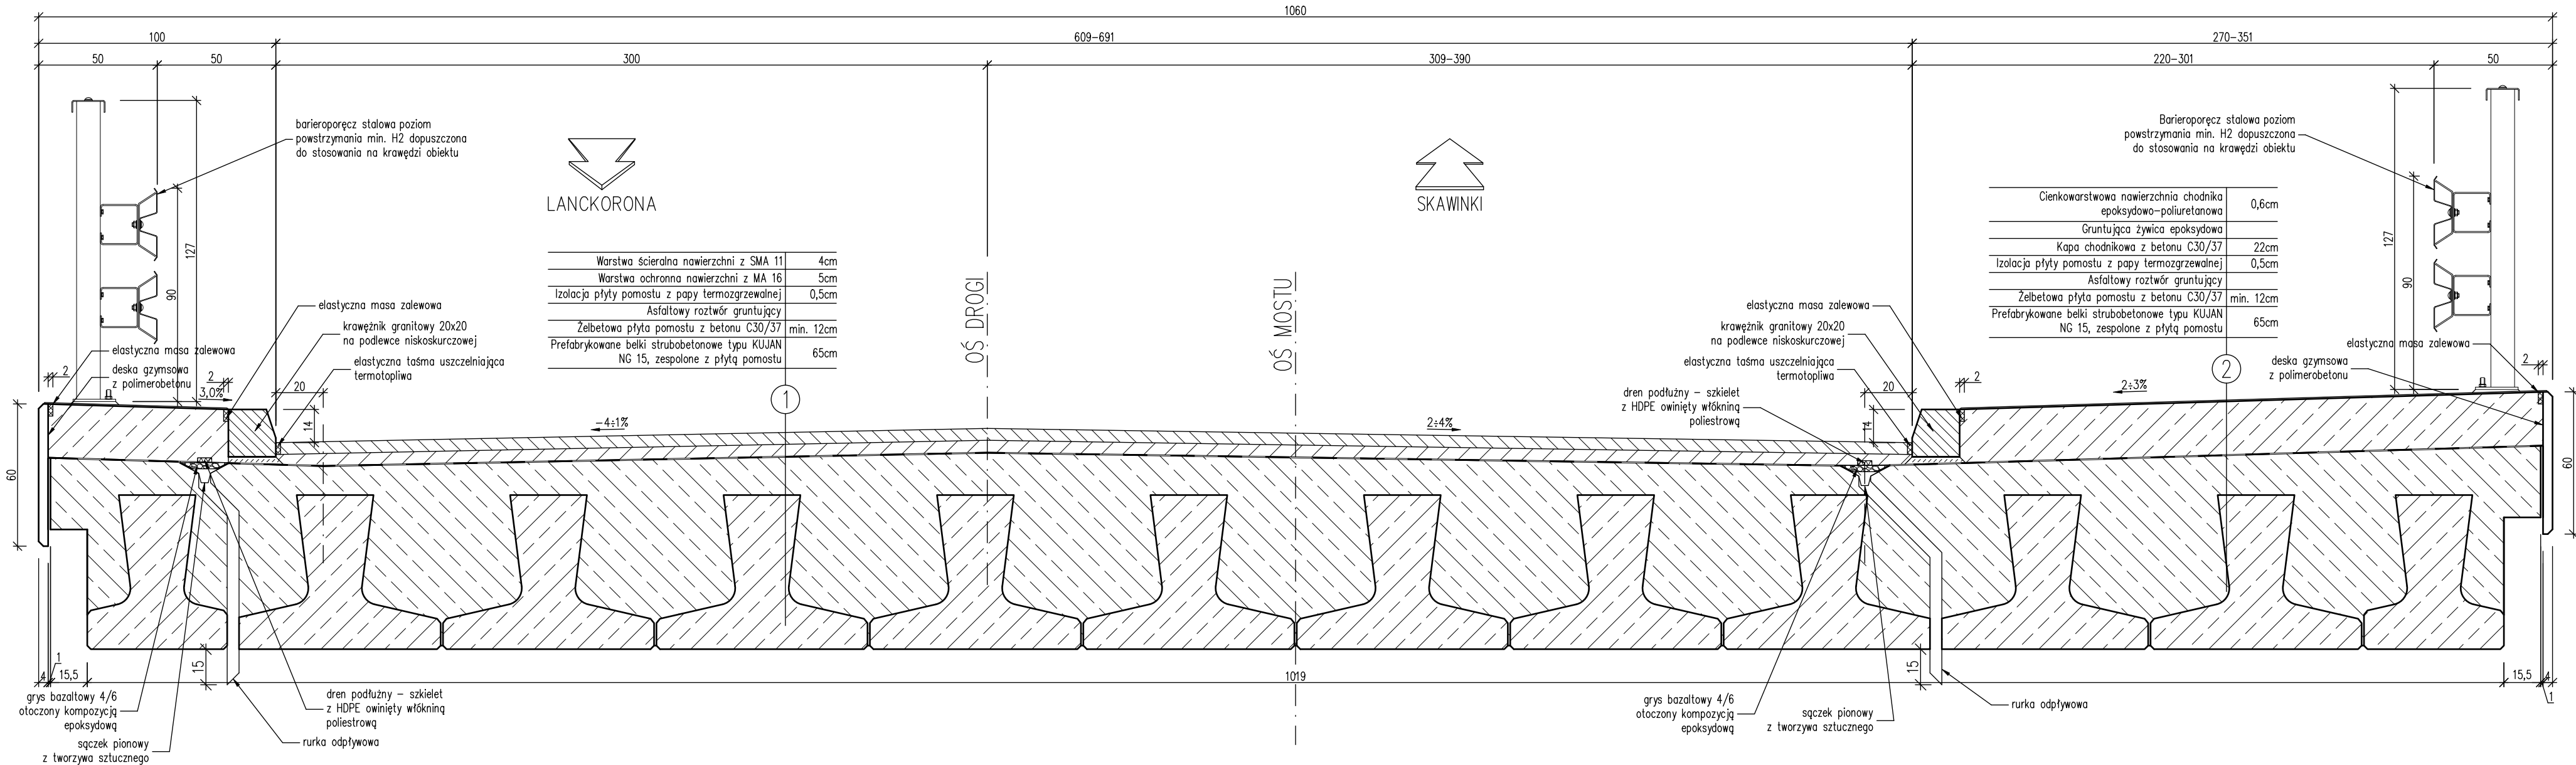 1060
100
609-691
270-351
50
50
300
309-390
220-301
50
barieroporęcz stalowa poziom
powstrzymania min. H2 dopuszczona
do stosowania na krawędzi obiektu
LANCKORONA
SKAWINKI
Barieroporęcz stalowa poziom
powstrzymania min. H2 dopuszczona
do stosowania na krawędzi obiektu
127
90
127
90
Warstwa ścieralna nawierzchni z SMA 11 4cm
Warstwa ochronna nawierzchni z MA 16 5cm
Izolacja płyty pomostu z papy termozgrzewalnej 0,5cm
Asfaltowy roztwór gruntujący
Żelbetowa płyta pomostu z betonu C30/37 min. 12cm
Prefabrykowane belki strubobetonowe typu KUJAN
NG 15, zespolone z płytą pomostu 65cm
1
OŚ DROGI
OŚ MOSTU
Cienkowarstwowa nawierzchnia chodnika
epoksydowo-poliuretanowa 0,6cm
Gruntująca żywica epoksydowa
Kapa chodnikowa z betonu C30/37 22cm
Izolacja płyty pomostu z papy termozgrzewalnej 0,5cm
Asfaltowy roztwór gruntujący
Żelbetowa płyta pomostu z betonu C30/37 min. 12cm
Prefabrykowane belki strubobetonowe typu KUJAN
NG 15, zespolone z płytą pomostu 65cm
2
elastyczna masa zalewowa
krawężnik granitowy 20x20
na podlewce niskoskurczowej
elastyczna taśma uszczelniająca
termotopliwa
elastyczna masa zalewowa
deska gzymsowa
z polimerobetonu
2
3,0%
2
20
14
60
-4÷1%
2÷4%
elastyczna masa zalewowa
krawężnik granitowy 20x20
na podlewce niskoskurczowej
elastyczna taśma uszczelniająca
termotopliwa
dren podłużny - szkielet
z HDPE owinięty włókniną
poliestrową
20
14
2
2÷3%
elastyczna masa zalewowa
deska gzymsowa
z polimerobetonu
2
60
4
1
15,5
15
1019
15
15,5
4
1
grys bazaltowy 4/6
otoczony kompozycją
epoksydową
sączek pionowy
z tworzywa sztucznego
dren podłużny - szkielet
z HDPE owinięty włókniną
poliestrową
rurka odpływowa
grys bazaltowy 4/6
otoczony kompozycją
epoksydową
sączek pionowy
z tworzywa sztucznego
rurka odpływowa